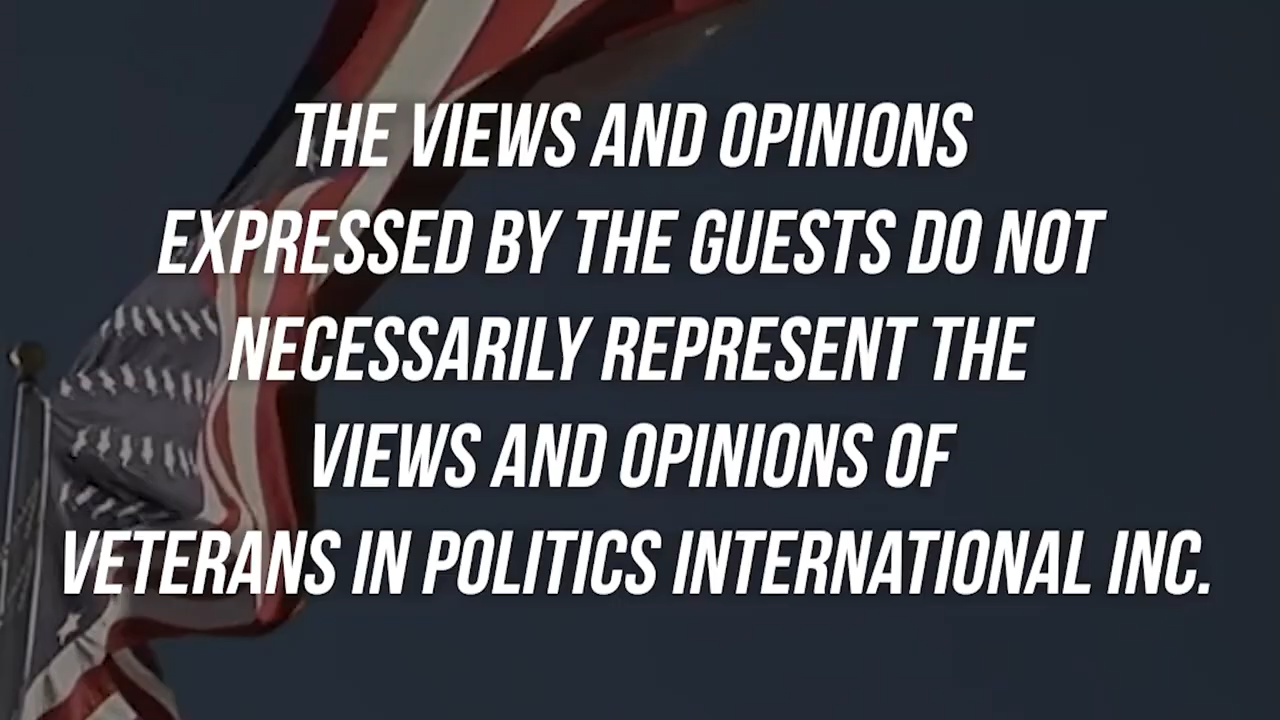 THE VIEWS AND OPINIONS
EXPRESSED BY THE GUESTS DO NOT
NECESSARILY REPRESENT THE
VIEWS AND OPINIONS OF
VETERANS IN POLITICS INTERNATIONAL INC.